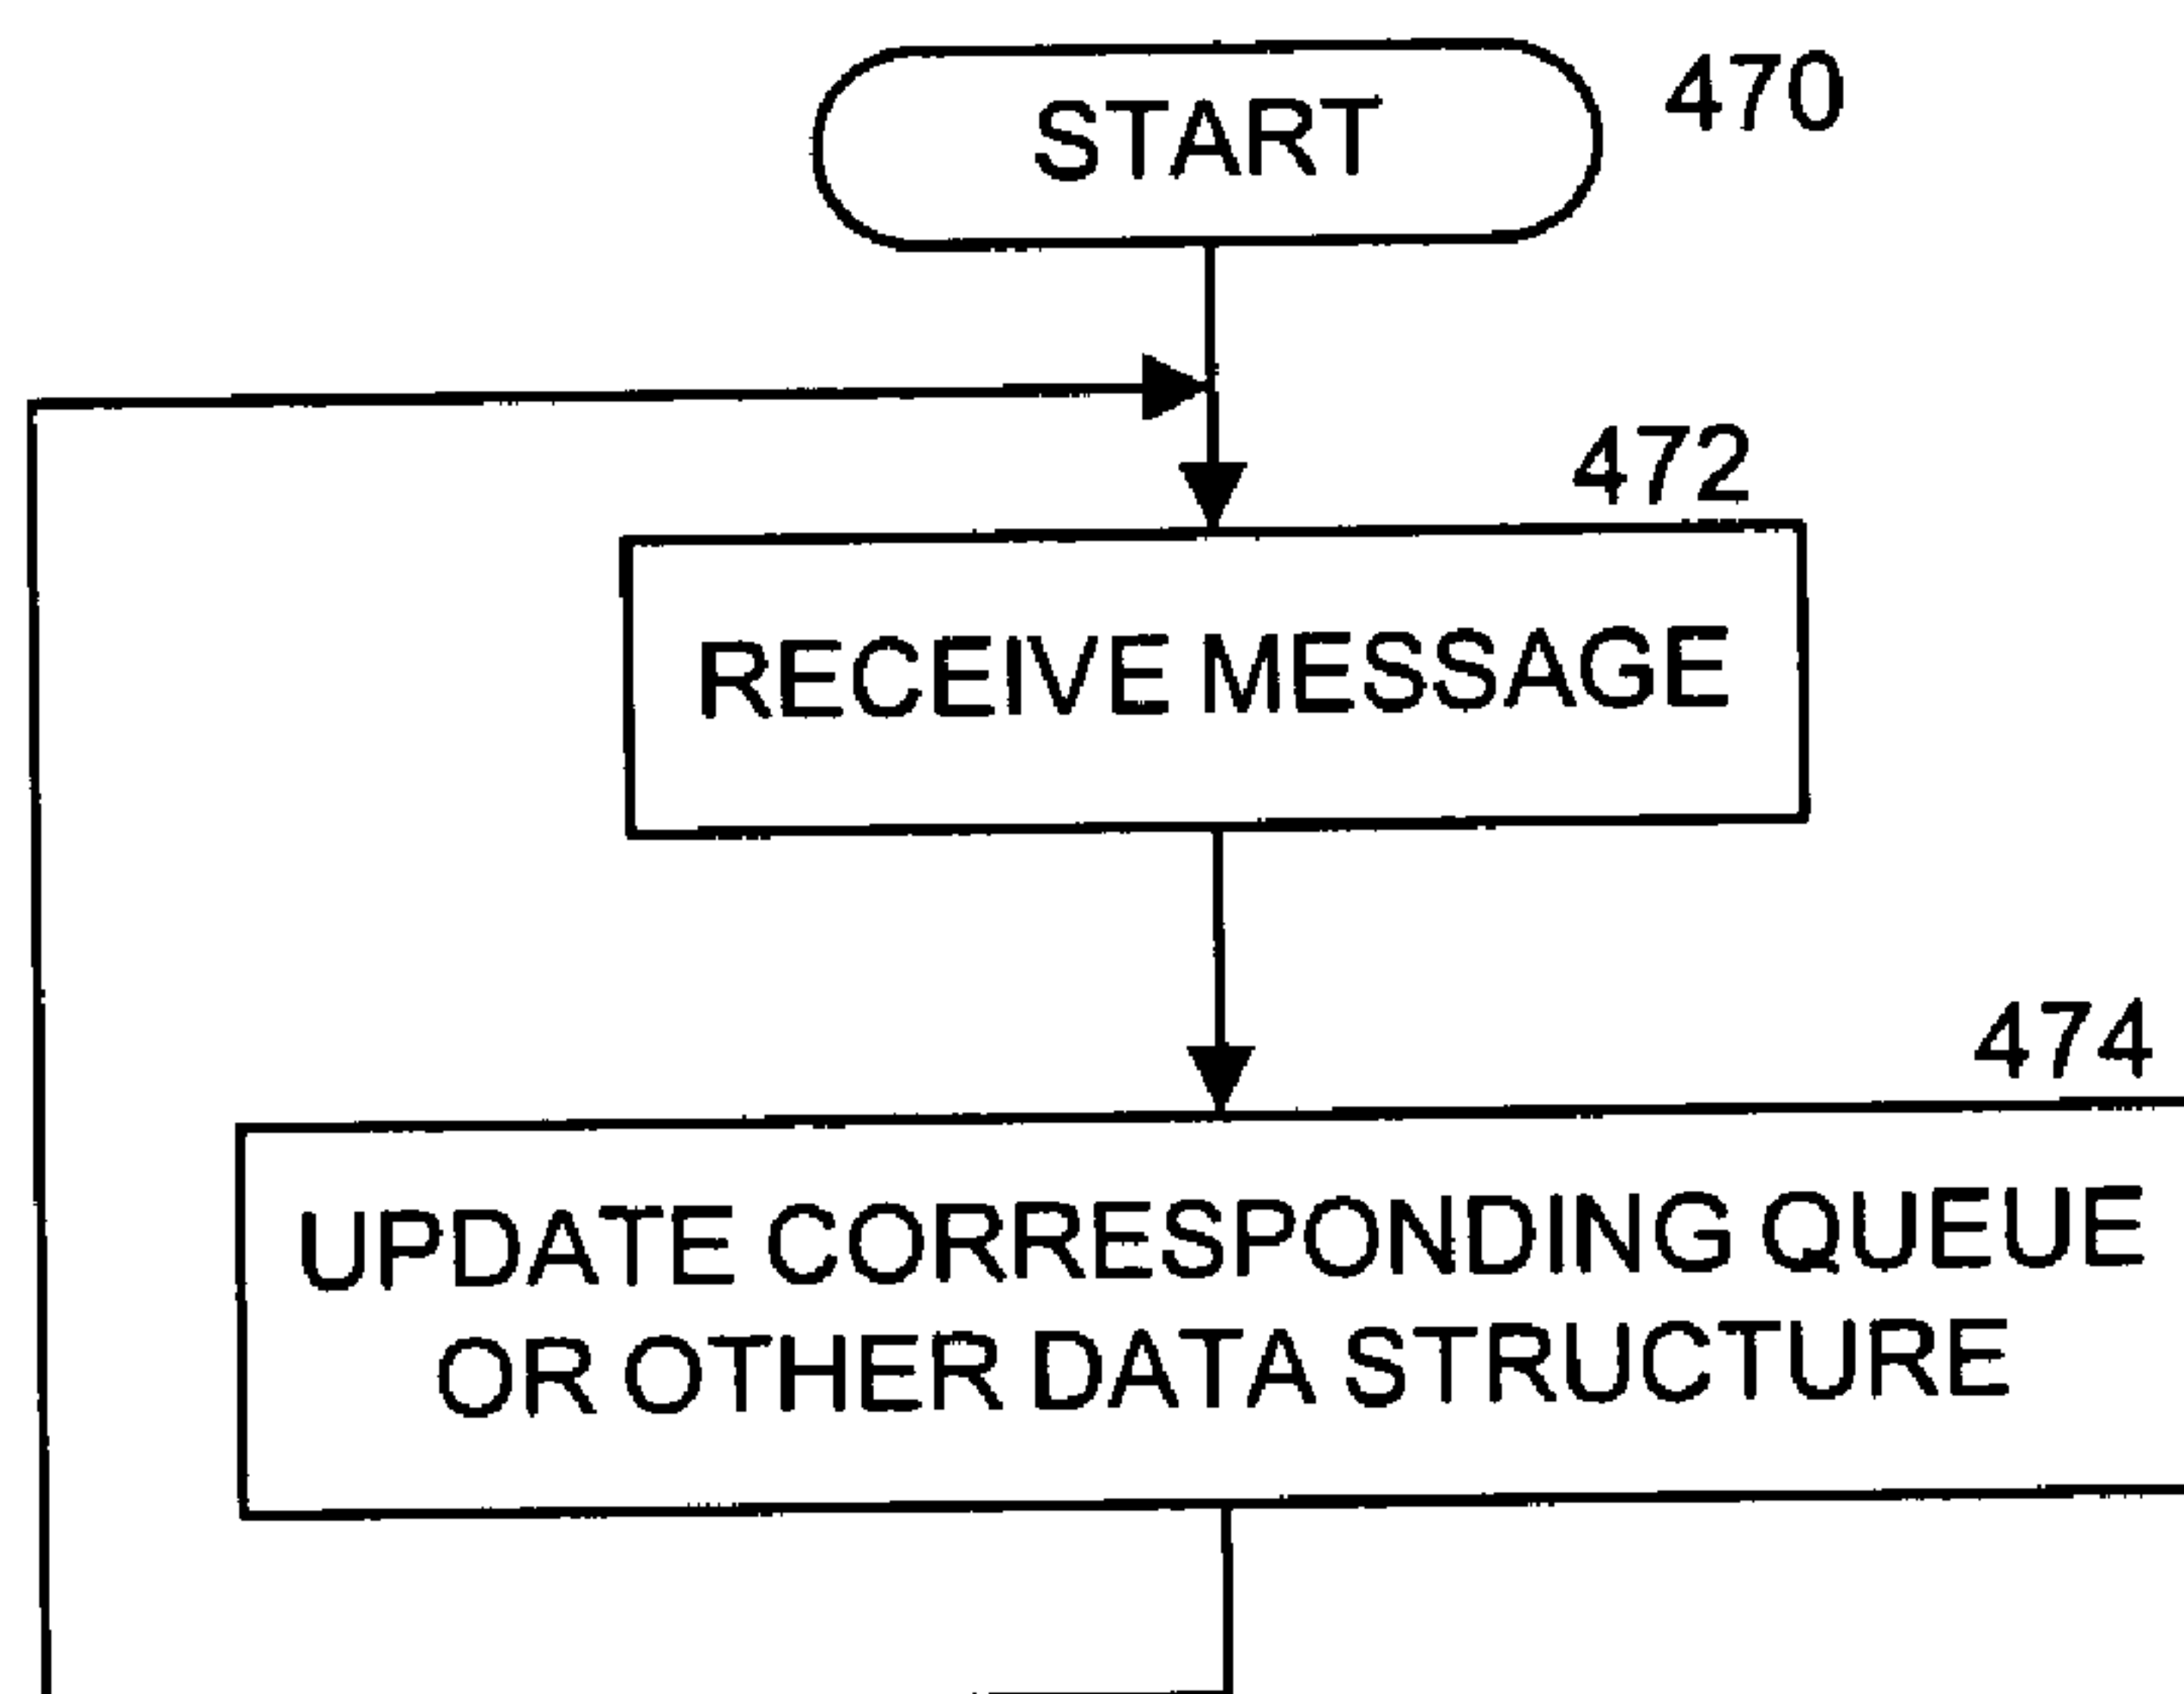 START
470
472
RECEIVE MESSAGE
474
UPDATE CORRESPONDING QUEUE
OR OTHER DATA STRUCTURE